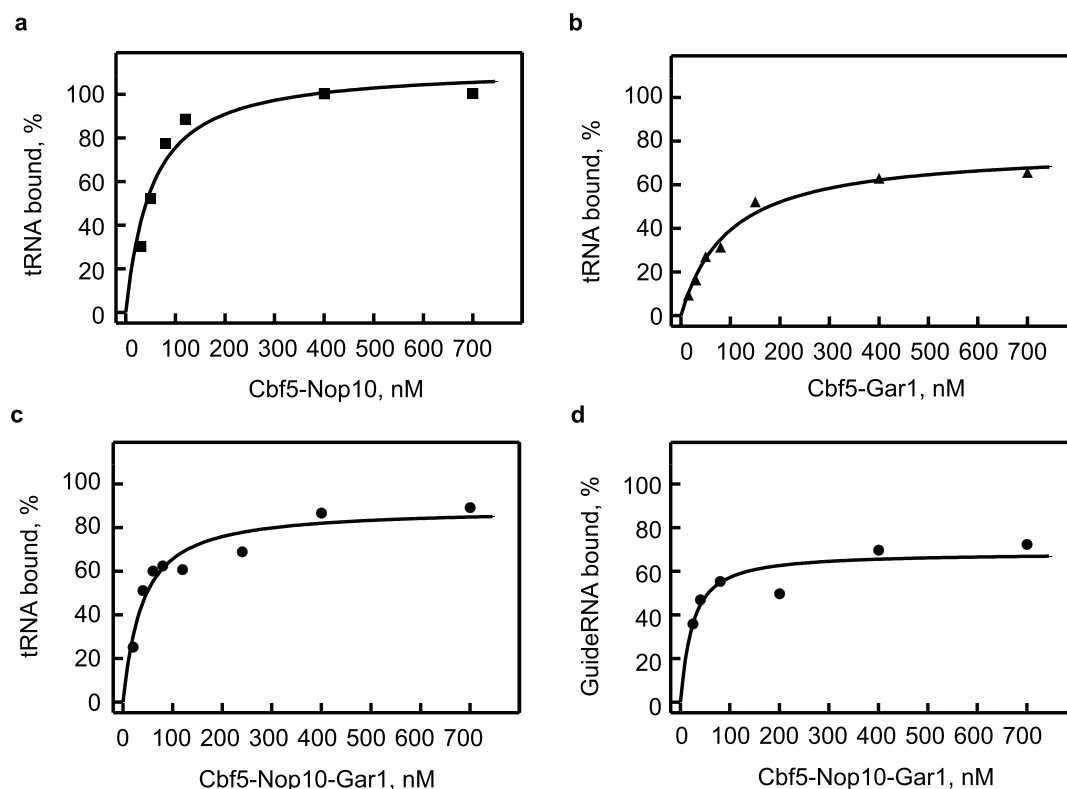 a
tRNA bound, %
100
80
60
40
20
0
0 100 200 300 400 500 600 700
Cbf5-Nop10, nM
b
tRNA bound, %
100
80
60
40
20
0
0 100 200 300 400 500 600 700
Cbf5-Gar1, nM
c
tRNA bound, %
100
80
60
40
20
0
0 100 200 300 400 500 600 700
Cbf5-Nop10-Gar1, nM
d
GuideRNA bound, %
100
80
60
40
20
0
0 100 200 300 400 500 600 700
Cbf5-Nop10-Gar1, nM